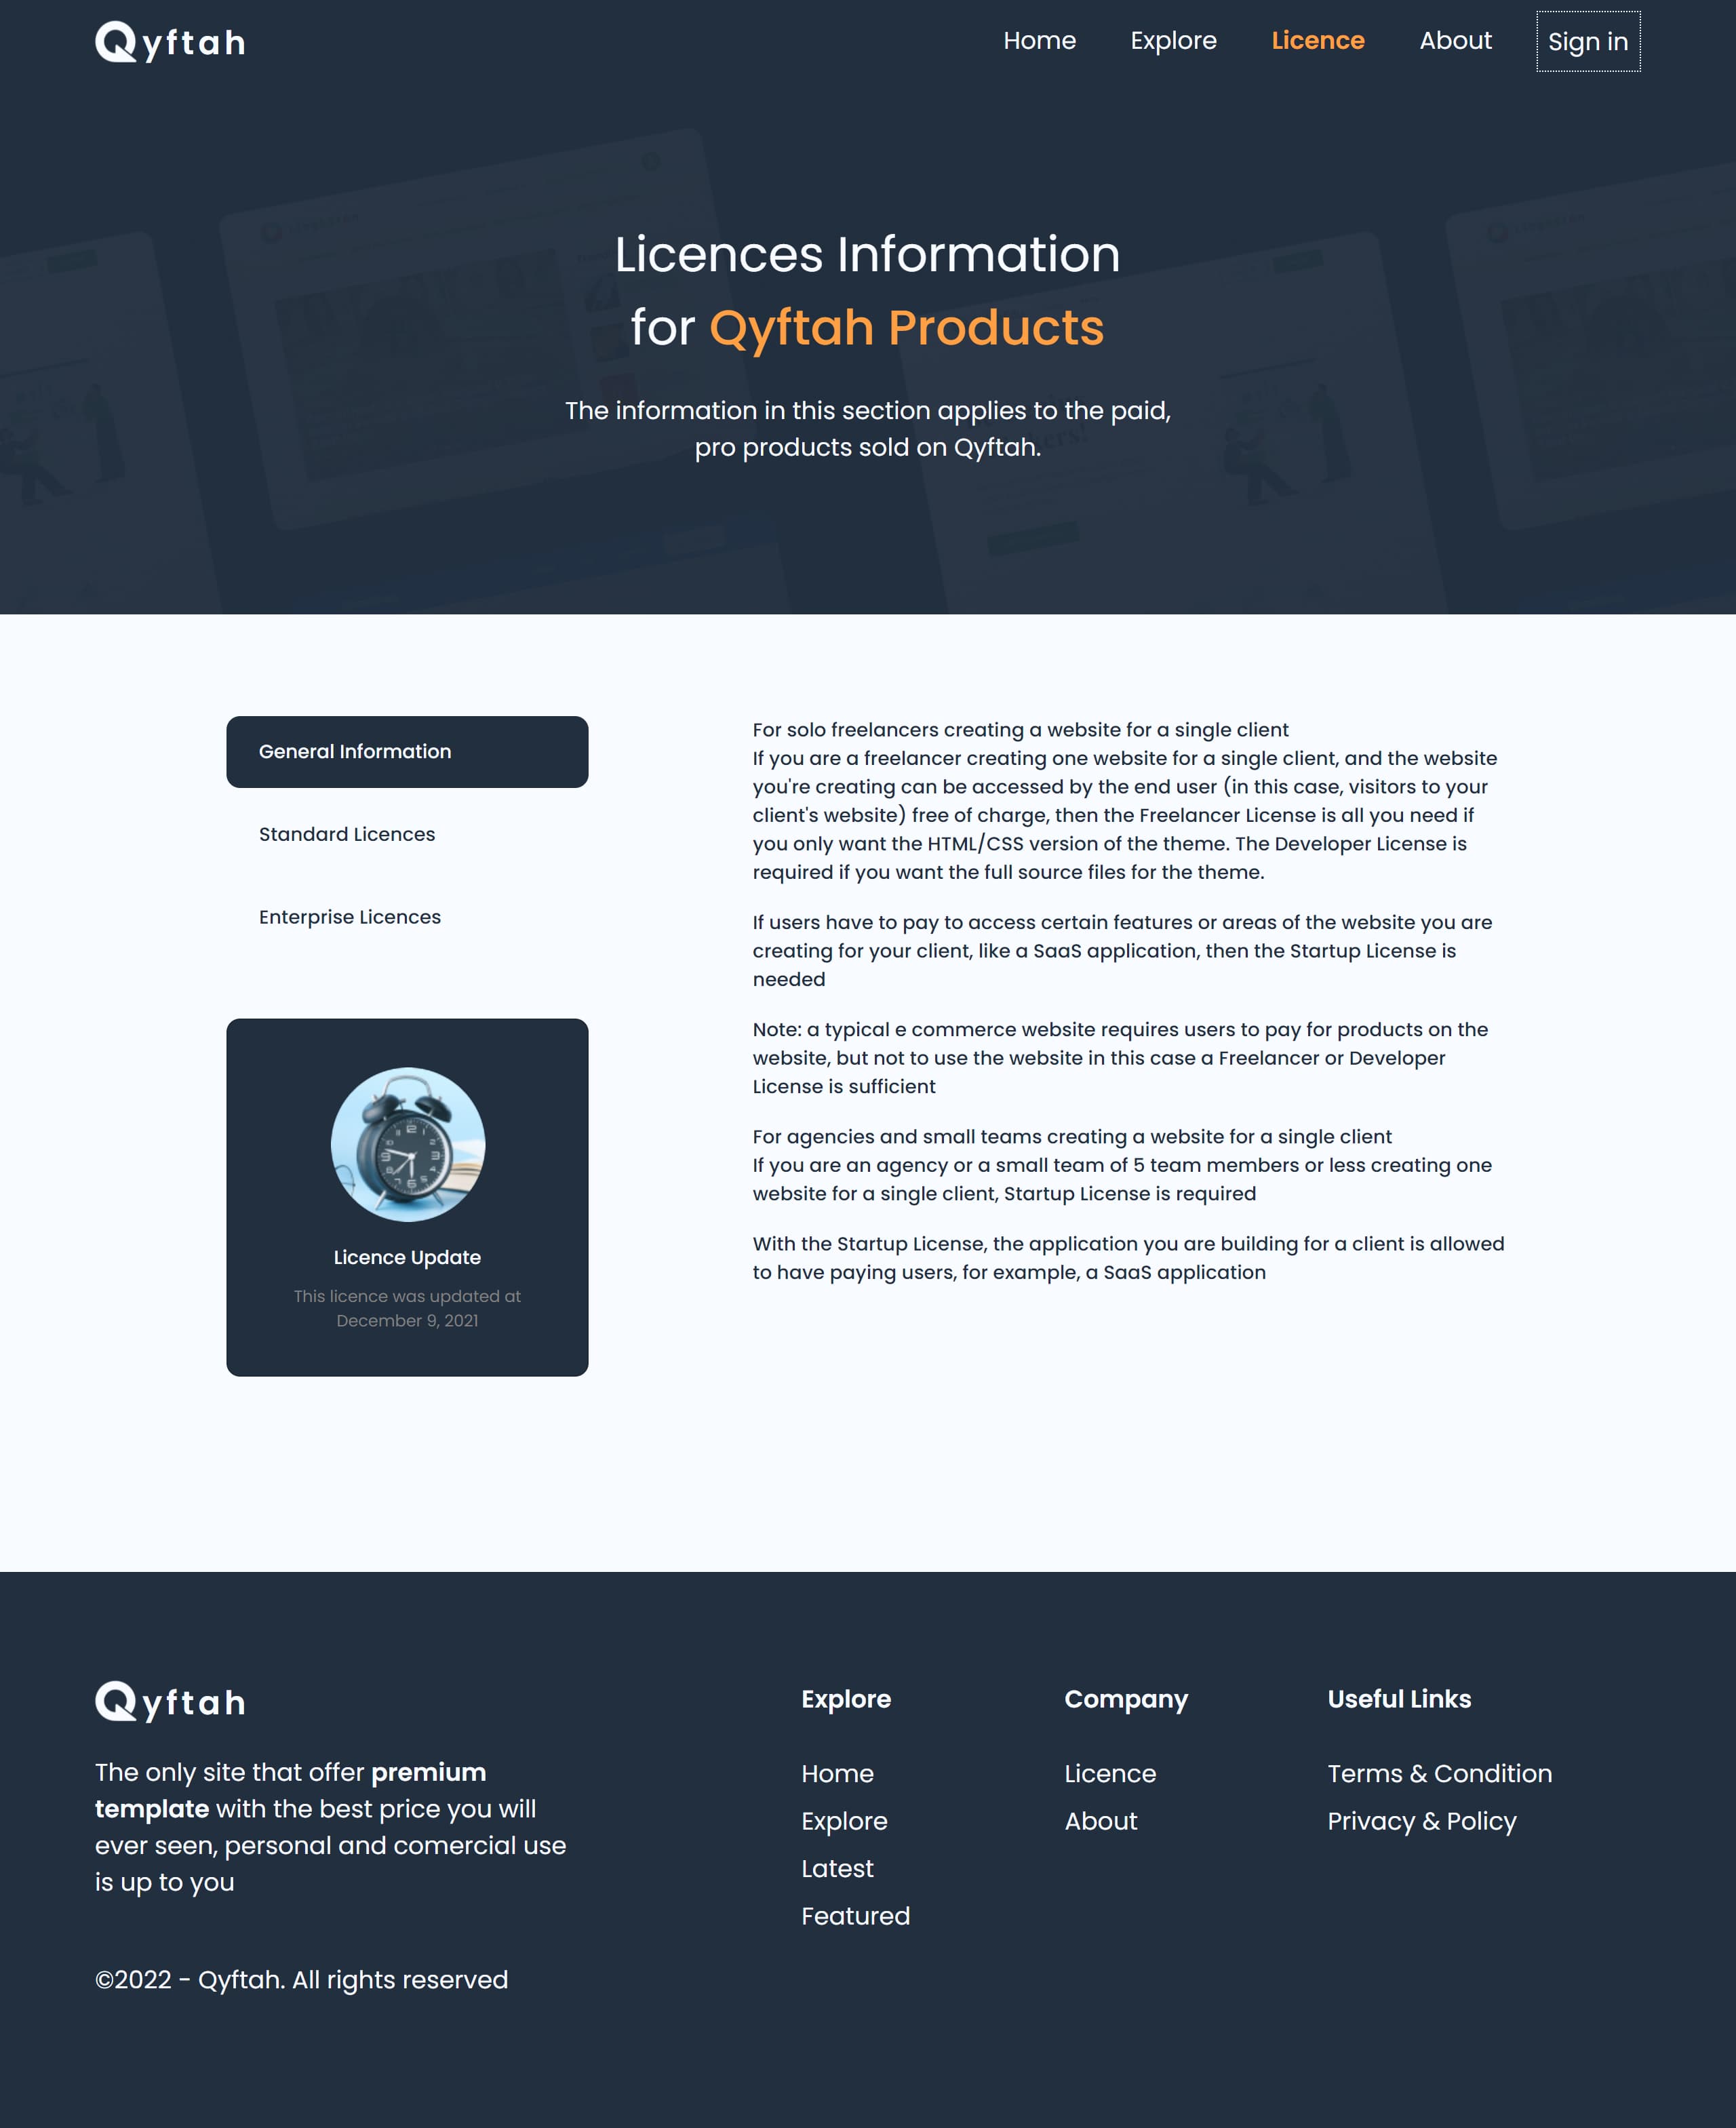 Qyftah
Home
Explore
Licence
About
Sign in
Licences Information
for Qyftah Products
The information in this section applies to the paid,
pro products sold on Qyftah.
General Information
Standard Licences
Enterprise Licences
Licence Update
This licence was updated at
December 9, 2021
For solo freelancers creating a website for a single client
If you are a freelancer creating one website for a single client, and the website
you're creating can be accessed by the end user (in this case, visitors to your
client's website) free of charge, then the Freelancer License is all you need if
you only want the HTML/CSS version of the theme. The Developer License is
required if you want the full source files for the theme.
If users have to pay to access certain features or areas of the website you are
creating for your client, like a SaaS application, then the Startup License is
needed
Note: a typical e commerce website requires users to pay for products on the
website, but not to use the website in this case a Freelancer or Developer
License is sufficient
For agencies and small teams creating a website for a single client
If you are an agency or a small team of 5 team members or less creating one
website for a single client, Startup License is required
With the Startup License, the application you are building for a client is allowed
to have paying users, for example, a SaaS application
Qyftah
The only site that offer premium
template with the best price you will
ever seen, personal and comercial use
is up to you
©2022 - Qyftah. All rights reserved
Explore
Home
Explore
Latest
Featured
Company
Licence
About
Useful Links
Terms & Condition
Privacy & Policy